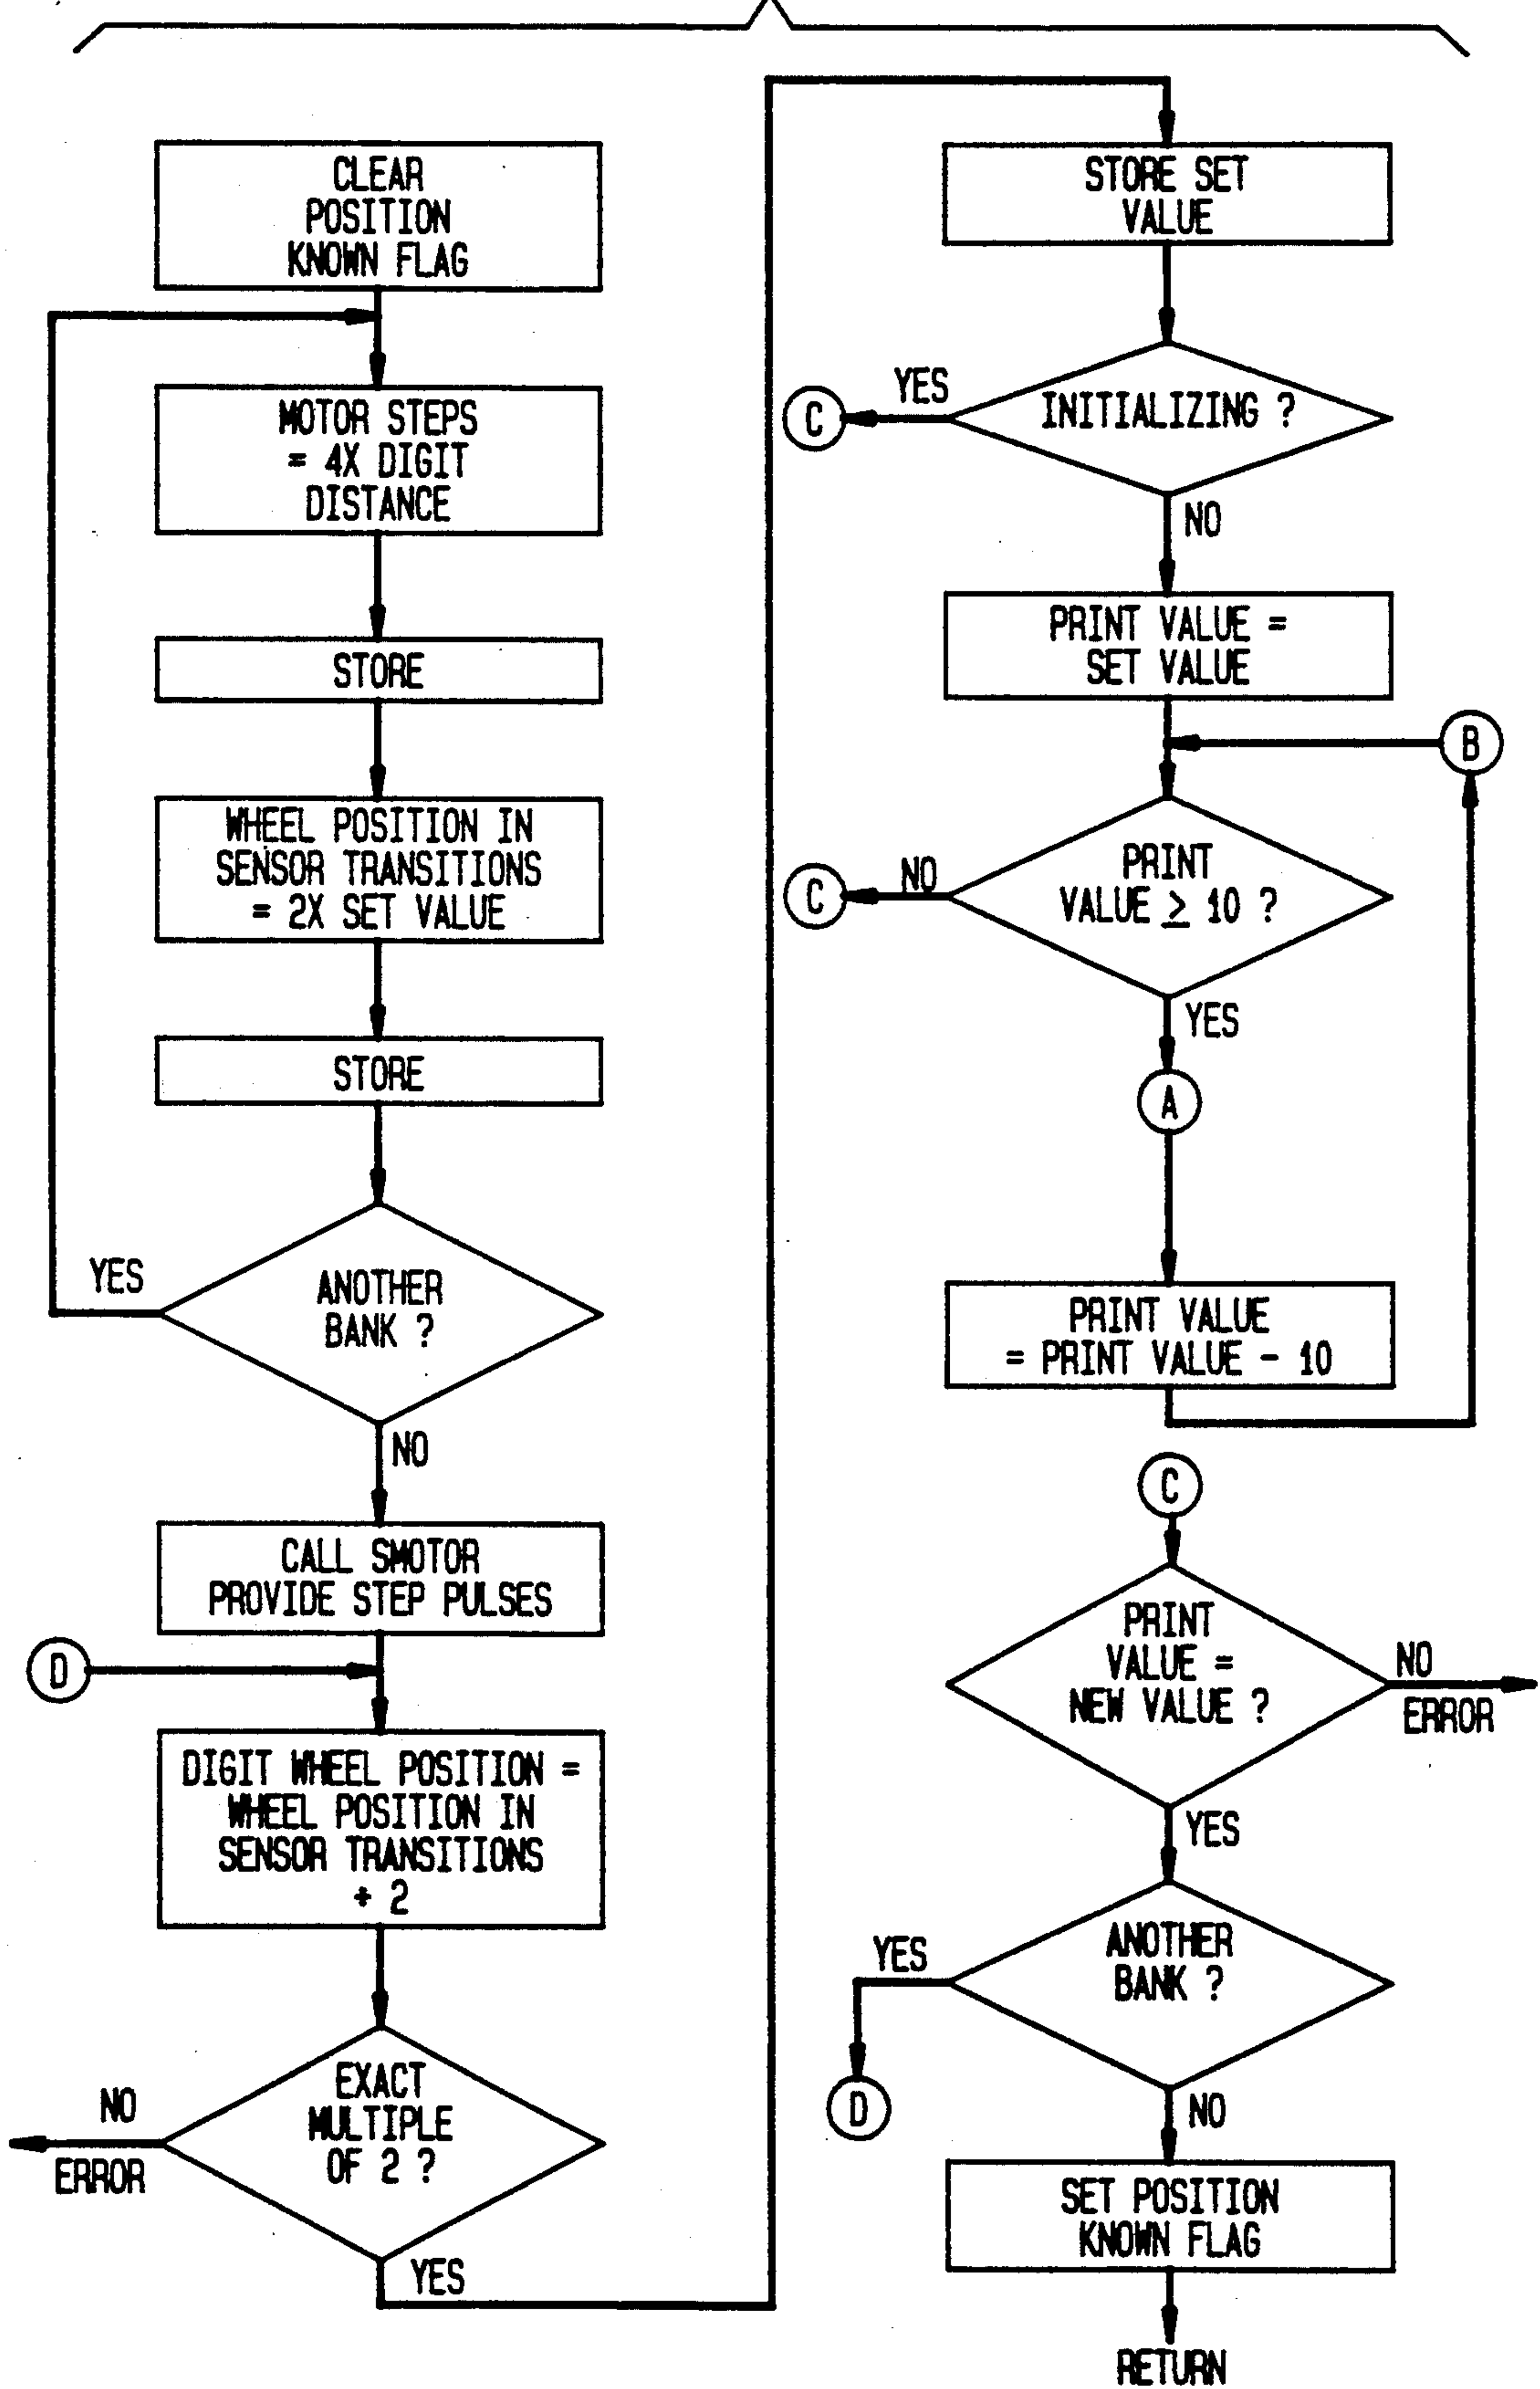 CLEAR
POSITION
KNOWN FLAG
MOTOR STEPS
= 4X DIGIT
DISTANCE
STORE
WHEEL POSITION IN
SENSOR TRANSITIONS
= 2X SET VALUE
STORE
ANOTHER
BANK ?
YES
NO
CALL SMOTOR
PROVIDE STEP PULSES
D
DIGIT WHEEL POSITION =
WHEEL POSITION IN
SENSOR TRANSITIONS
÷ 2
EXACT
MULTIPLE
OF 2 ?
NO
ERROR
YES
STORE SET
VALUE
INITIALIZING ?
YES
C
NO
PRINT VALUE =
SET VALUE
B
PRINT
VALUE ≥ 10 ?
NO
C
YES
A
PRINT VALUE
= PRINT VALUE - 10
C
PRINT
VALUE =
NEW VALUE ?
NO
ERROR
YES
ANOTHER
BANK ?
YES
D
NO
SET POSITION
KNOWN FLAG
RETURN